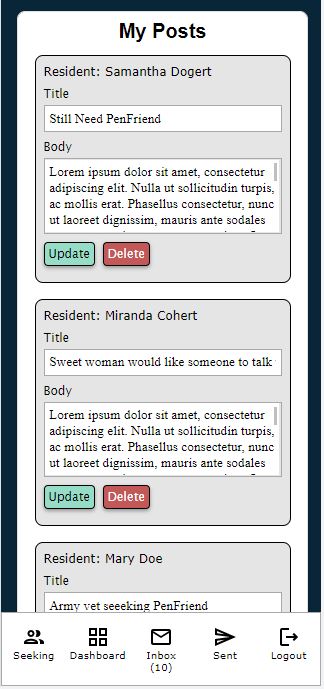 My Posts
Resident: Samantha Dogert
Title
Still Need PenFriend
Body
Lorem ipsum dolor sit amet, consectetur
adipiscing elit. Nulla ut sollicitudin turpis,
ac mollis erat. Phasellus consectetur, nunc
ut laoreet dignissim, mauris ante sodales
Update Delete
Resident: Miranda Cohert
Title
Sweet woman would like someone to talk
Body
Lorem ipsum dolor sit amet, consectetur
adipiscing elit. Nulla ut sollicitudin turpis,
ac mollis erat. Phasellus consectetur, nunc
ut laoreet dignissim, mauris ante sodales
Update Delete
Resident: Mary Doe
Title
Army vet seeeking PenFriend
Seeking Dashboard Inbox Sent Logout
(10)